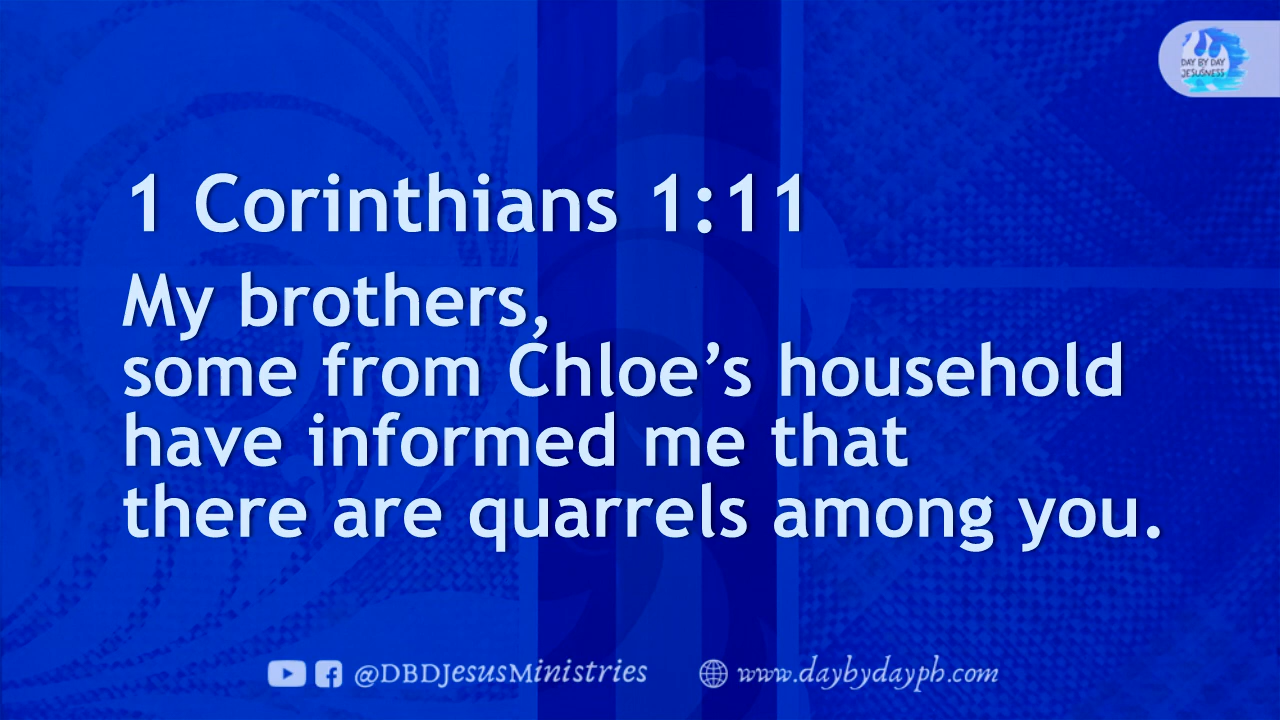 DAY BY DAY
JESUSNESS
1 Corinthians 1:11
My brothers,
some from Chloe’s household
have informed me that
there are quarrels among you.
@DBDJesusMinistries
www.daybydayph.com